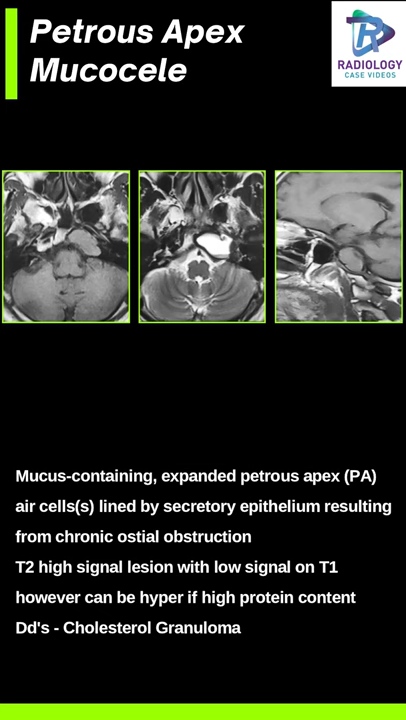 Petrous Apex
Mucocele
RADIOLOGY
CASE VIDEOS
Mucus-containing, expanded petrous apex (PA)
air cells(s) lined by secretory epithelium resulting
from chronic ostial obstruction
T2 high signal lesion with low signal on T1
however can be hyper if high protein content
Dd's - Cholesterol Granuloma